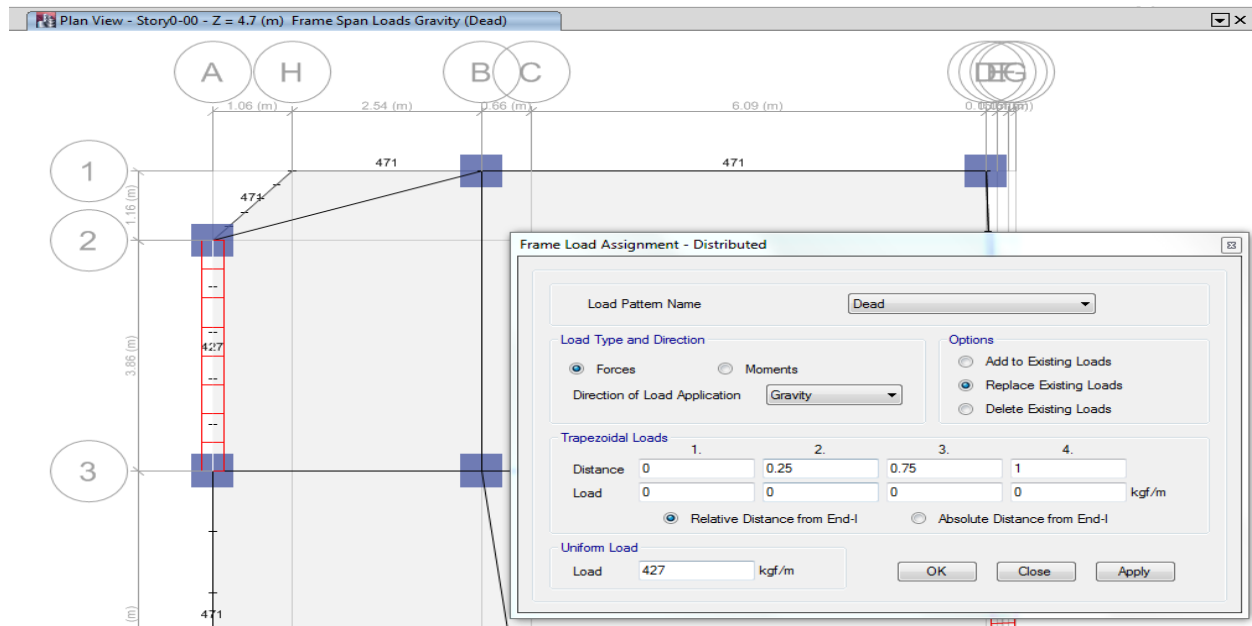 Plan View - Story0-00 - Z = 4.7 (m) Frame Span Loads Gravity (Dead)
A H B C
1.06 (m) 2.54 (m) 0.66 (m) 6.09 (m)
1
471 471
1.16 (m)
471
2
3.86 (m)
427
3
471
(m)
Frame Load Assignment - Distributed
Load Pattern Name Dead
Load Type and Direction
Forces Moments
Direction of Load Application Gravity
Options
Add to Existing Loads
Replace Existing Loads
Delete Existing Loads
Trapezoidal Loads
1. 2. 3. 4.
Distance 0 0.25 0.75 1
Load 0 0 0 0 kgf/m
Relative Distance from End-I Absolute Distance from End-I
Uniform Load
Load 427 kgf/m
OK Close Apply